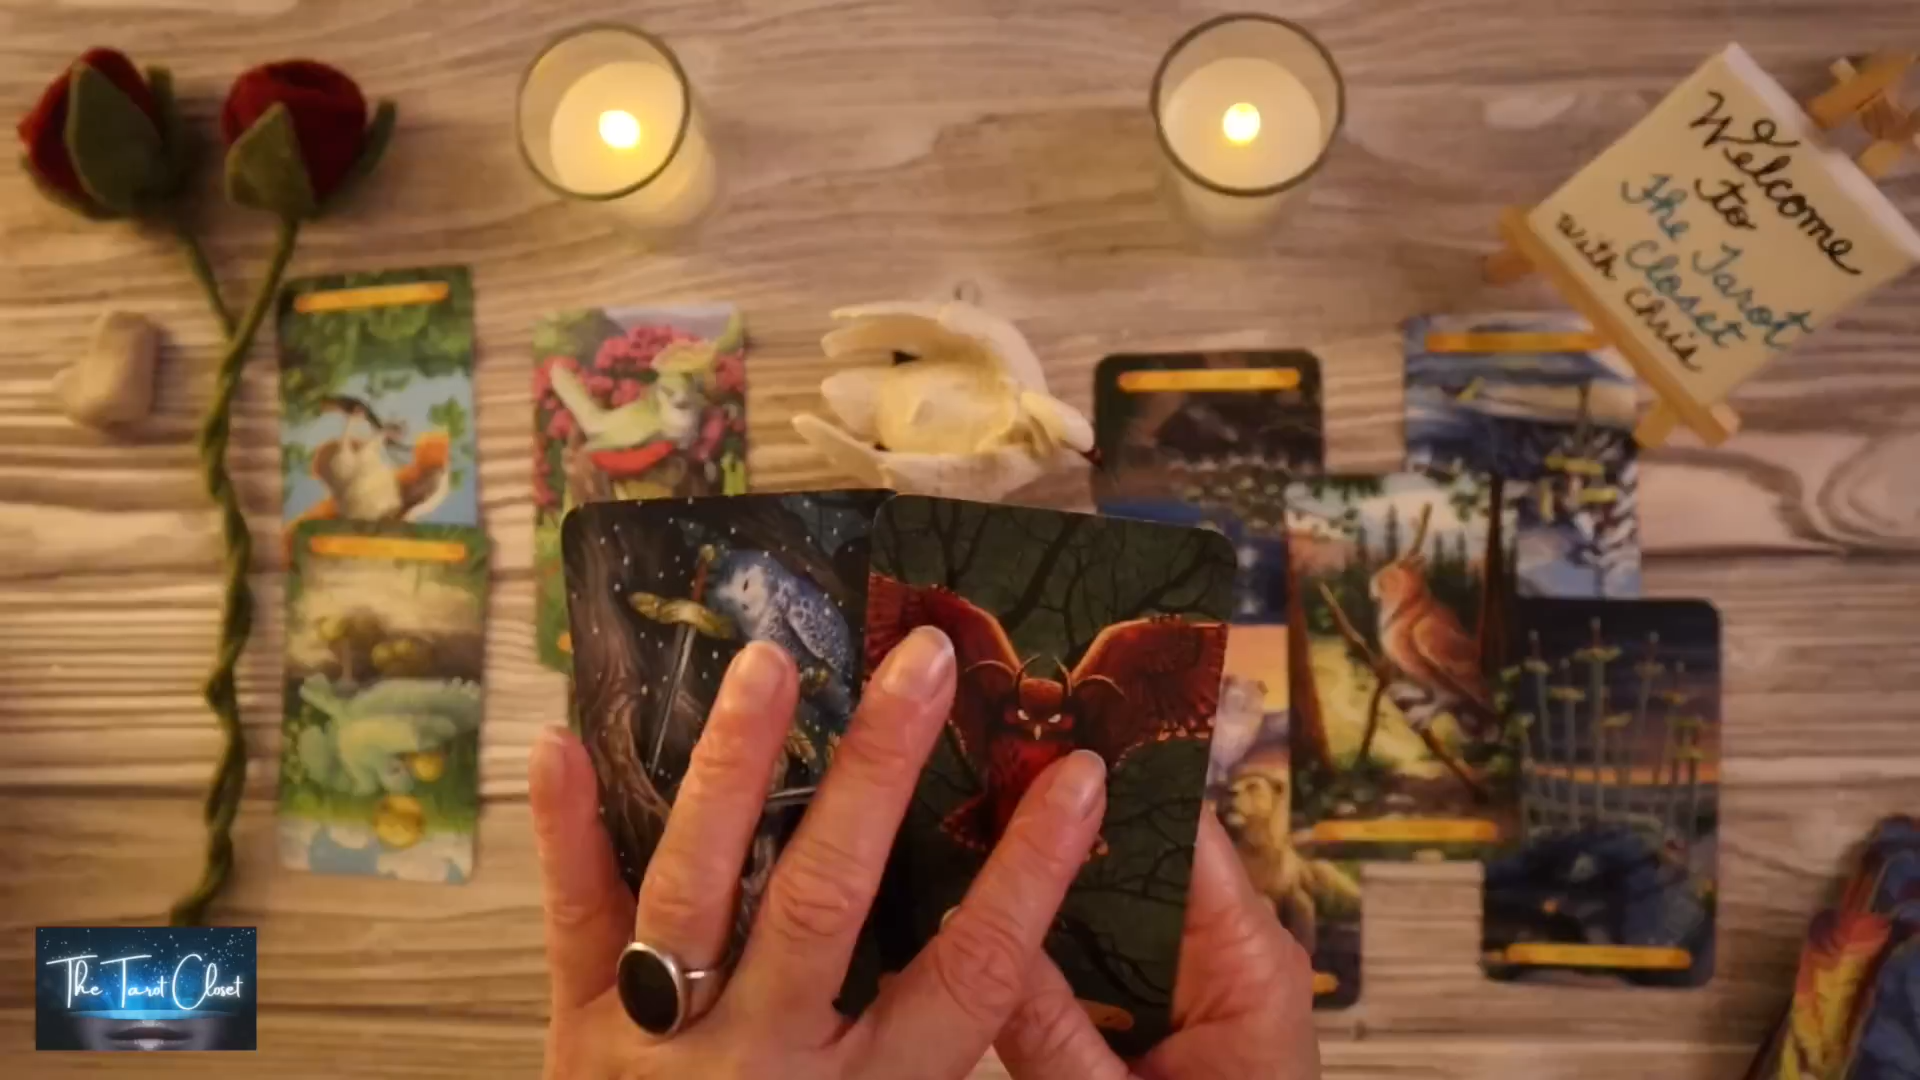 Welcome
to
The Tarot
Closet
with Chris
The Tarot Closet